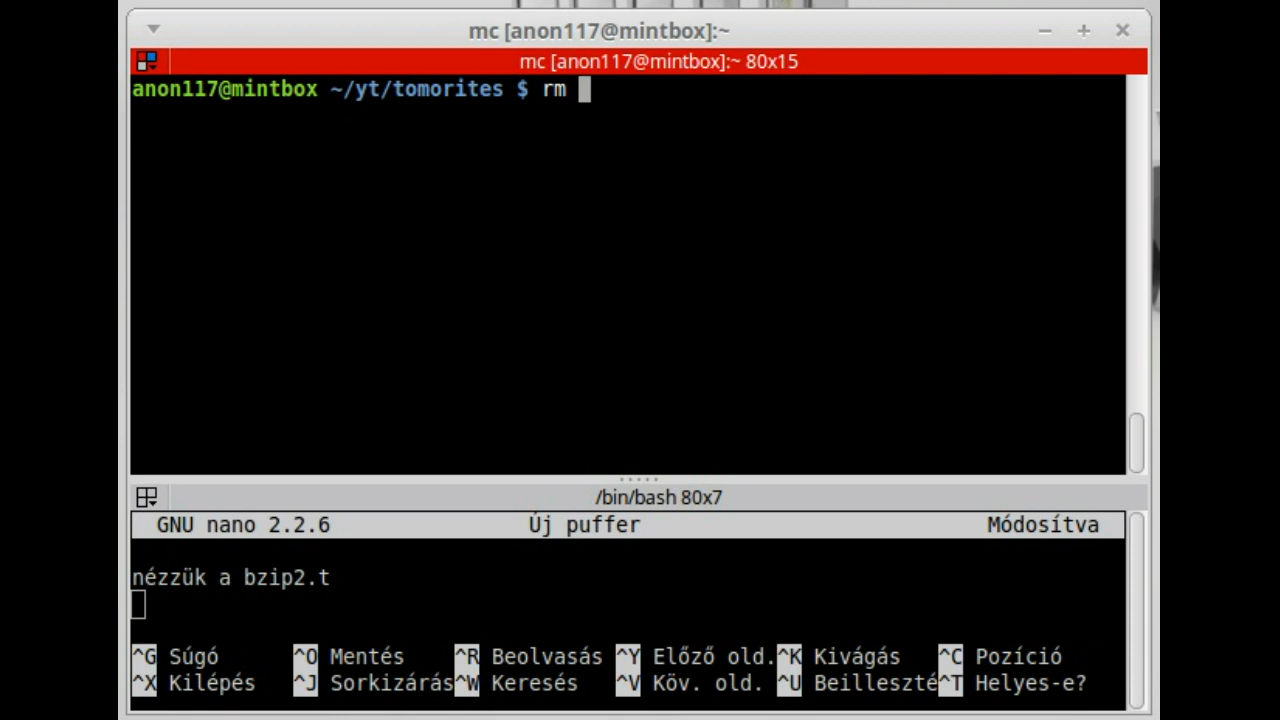 mc [anon117@mintbox]:~
mc [anon117@mintbox]:~ 80x15
anon117@mintbox ~/yt/tomorites $ rm
/bin/bash 80x7
GNU nano 2.2.6 Új puffer Módosítva
nézzük a bzip2.t
^G Súgó ^O Mentés ^R Beolvasás ^Y Előző old. ^K Kivágás ^C Pozíció
^X Kilépés ^J Sorkizárás ^W Keresés ^V Köv. old. ^U Beilleszté ^T Helyes-e?